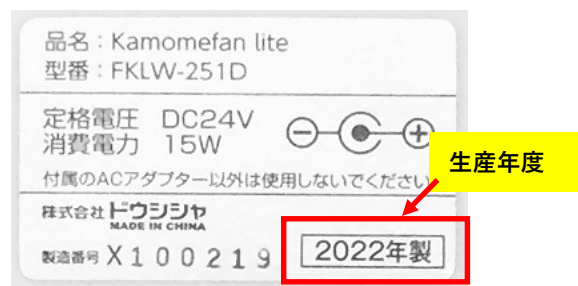 品名：Kamomefan lite
型番：FKLW-251D
定格電圧 DC24V
消費電力 15W
付属のACアダプター以外は使用しないでください
株式会社 ドウシシャ
MADE IN CHINA
製造番号 X100219
2022年製
生産年度